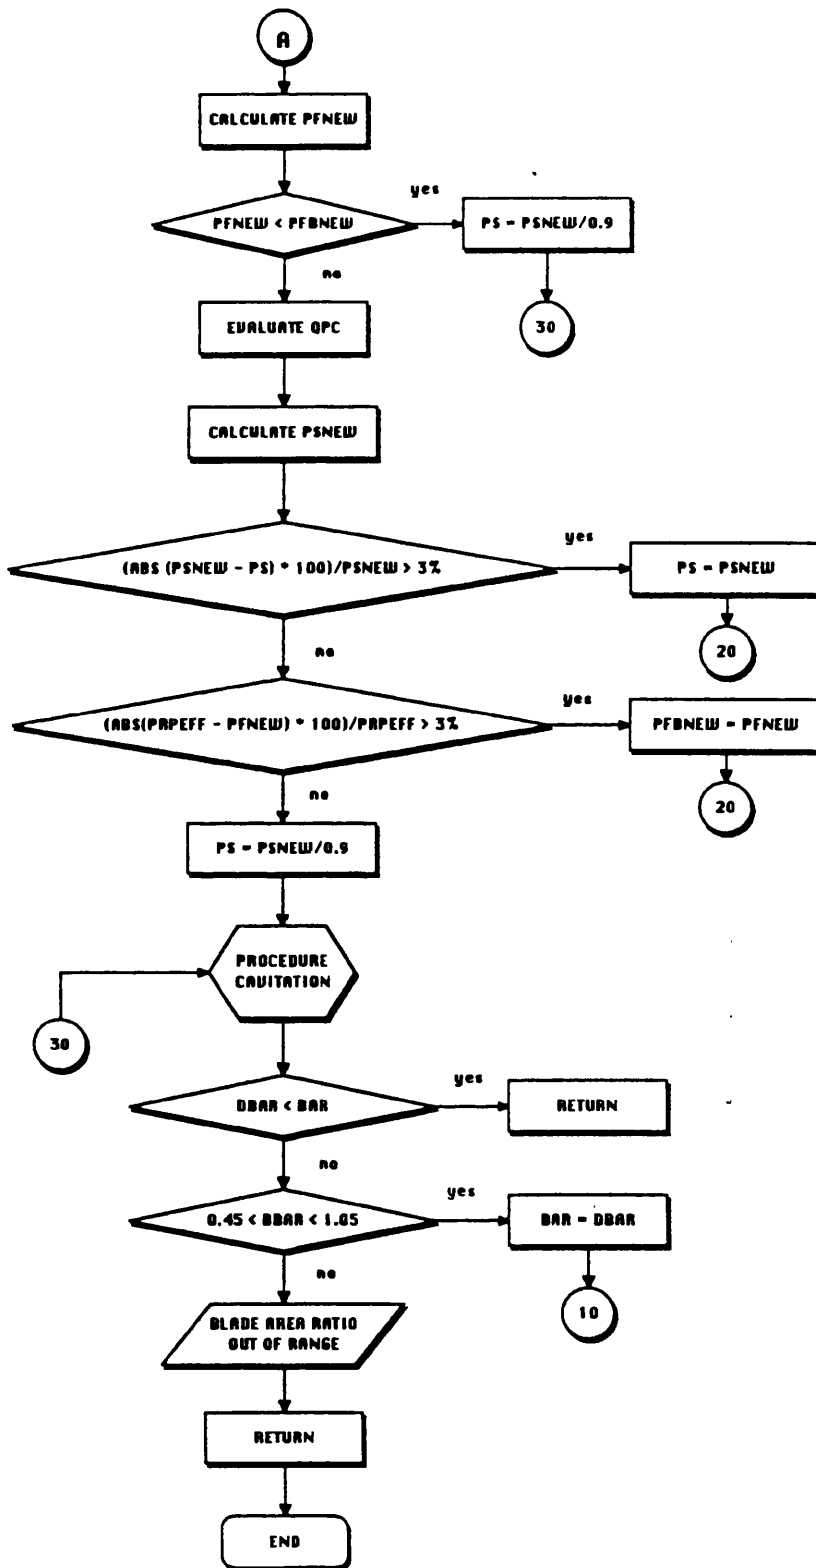 A
CALCULATE PFNEW
yes
PFNEW < PFBNEW
PS = PSNEW/0.9
no
30
EVALUATE QPC
CALCULATE PSNEW
yes
(ABS (PSNEW - PS) * 100)/PSNEW > 3%
PS = PSNEW
no
20
yes
(ABS(PRPEFF - PFNEW) * 100)/PRPEFF > 3%
PFBNEW = PFNEW
no
20
PS = PSNEW/0.9
PROCEDURE
CAVITATION
30
yes
DBAR < BAR
RETURN
no
yes
0.45 < BBAR < 1.05
BAR = DBAR
no
10
BLADE AREA RATIO
OUT OF RANGE
RETURN
END